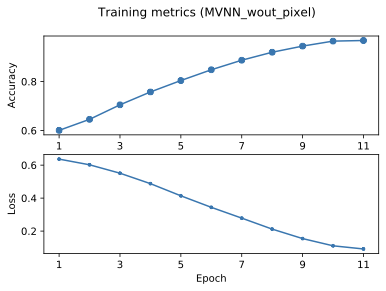 Training metrics (MVNN_wout_pixel)
Accuracy
0.8
0.6
1 3 5 7 9 11
Loss
0.6
0.4
0.2
1 3 5 7 9 11
Epoch